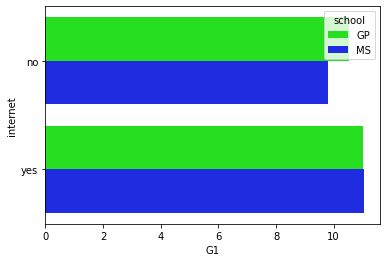 school
GP
MS
no
yes
internet
0 2 4 6 8 10
G1